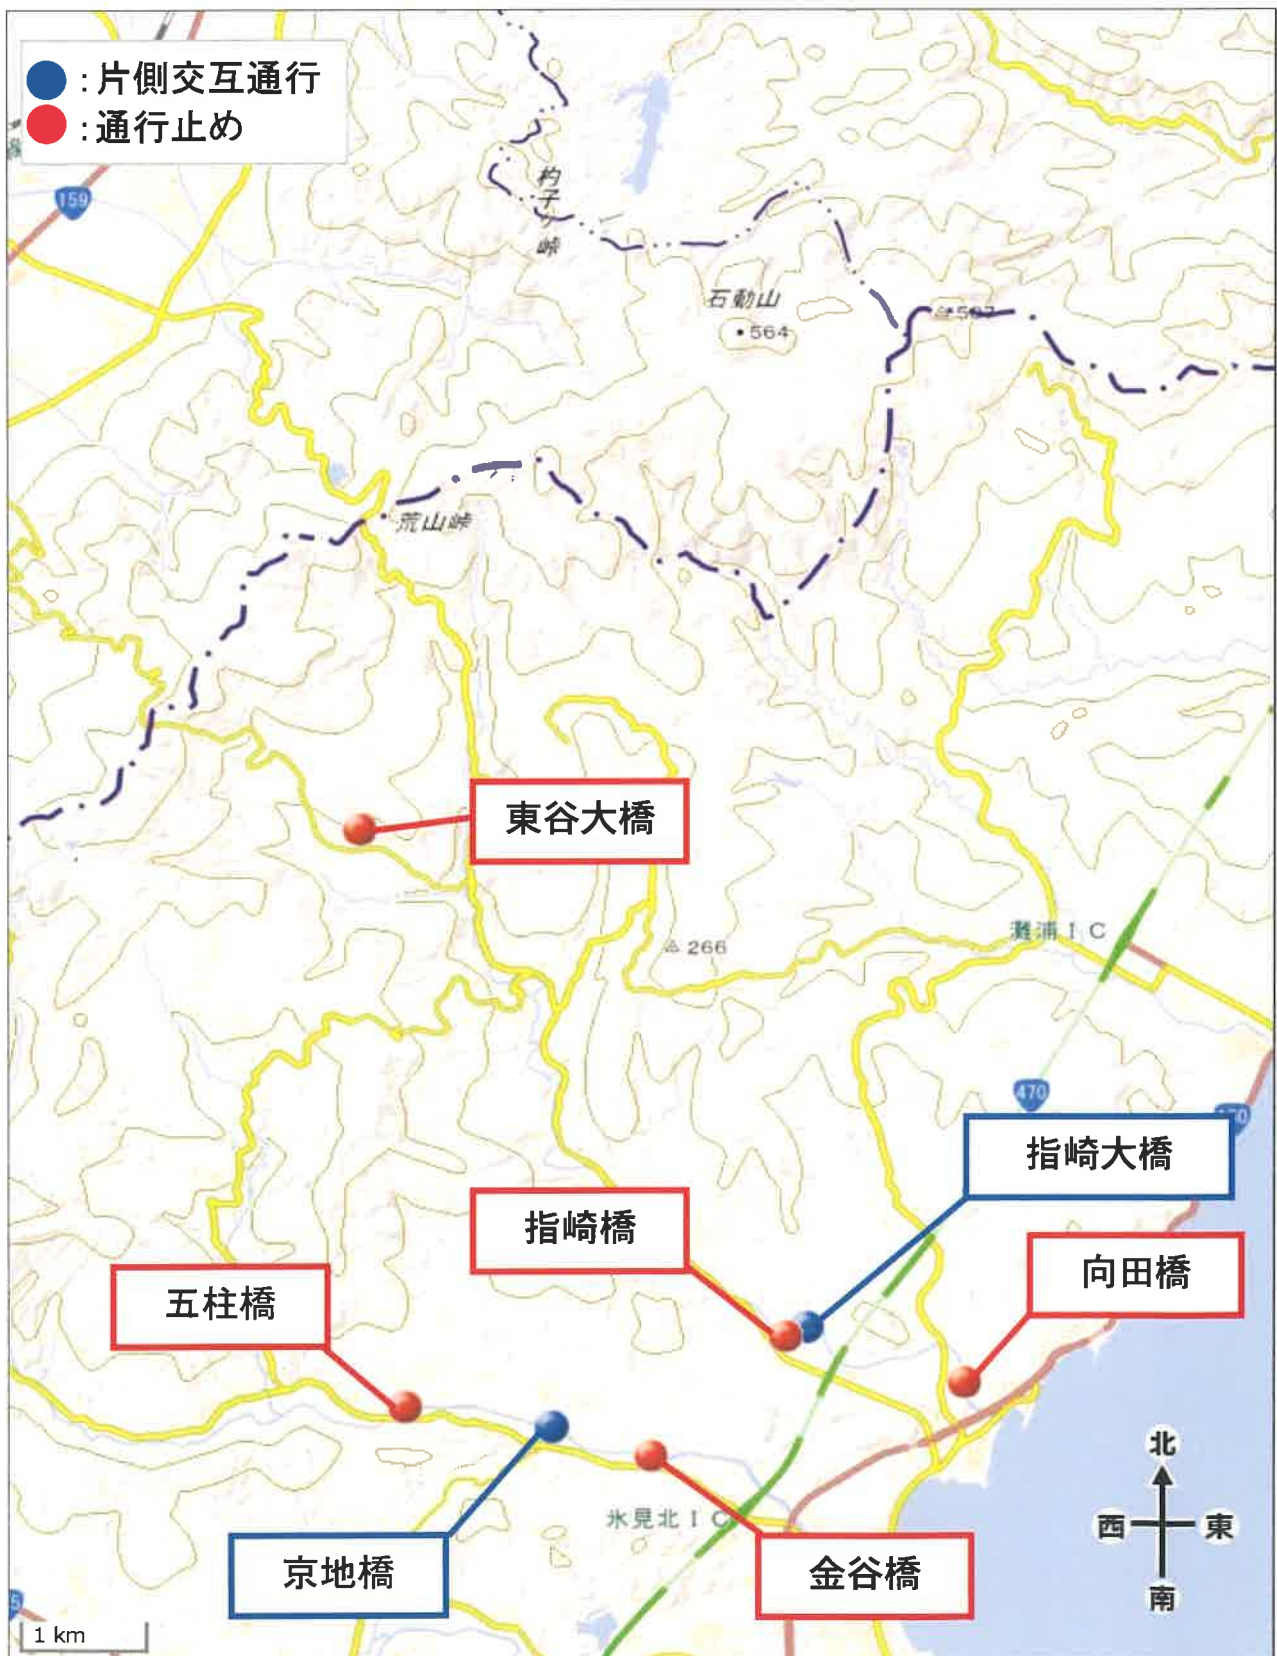 ：片側交互通行
：通行止め
159
杓子ヶ峠
石動山
564
荒山峠
東谷大橋
266
灘浦IC
470
指崎大橋
指崎橋
向田橋
五柱橋
北
西 東
南
氷見北IC
京地橋
金谷橋
1 km